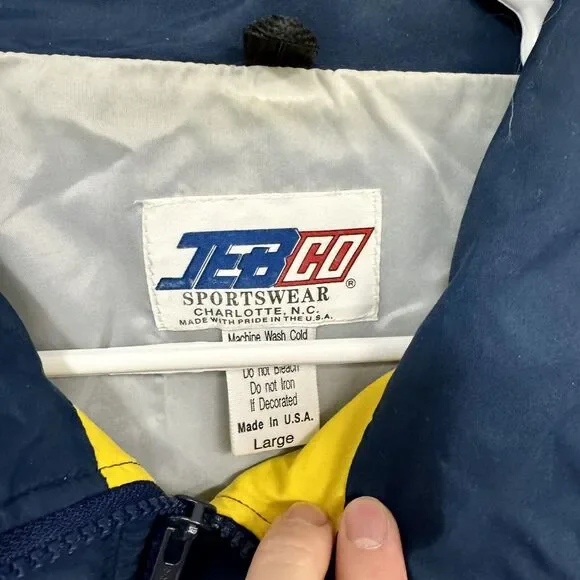 JEBCO
®
SPORTSWEAR
CHARLOTTE, N.C.
MADE WITH PRIDE IN THE U.S.A.
Machine Wash Cold
Do not Bleach
Do not Iron
If Decorated
Made In U.S.A.
Large